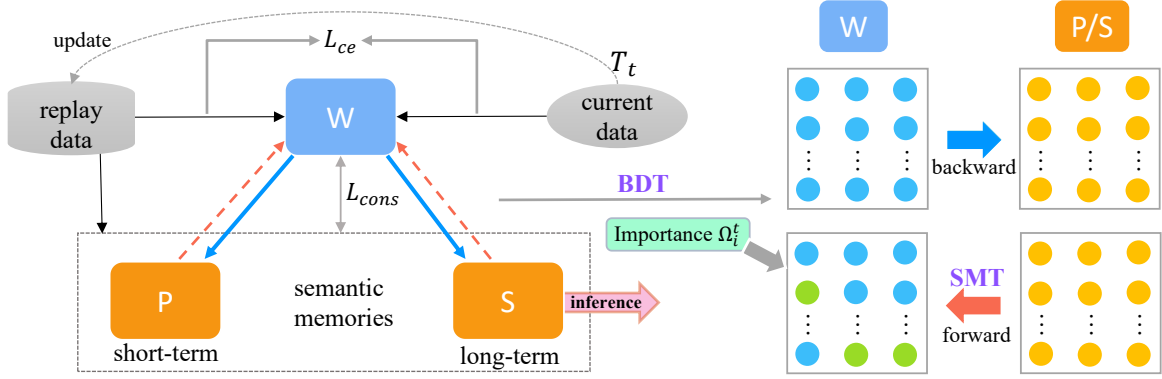 update
L_ce
T_t
replay
data
W
current
data
L_cons
P
semantic
memories
S
short-term
long-term
inference
BDT
Importance Ω_i^t
W
P/S
backward
SMT
forward